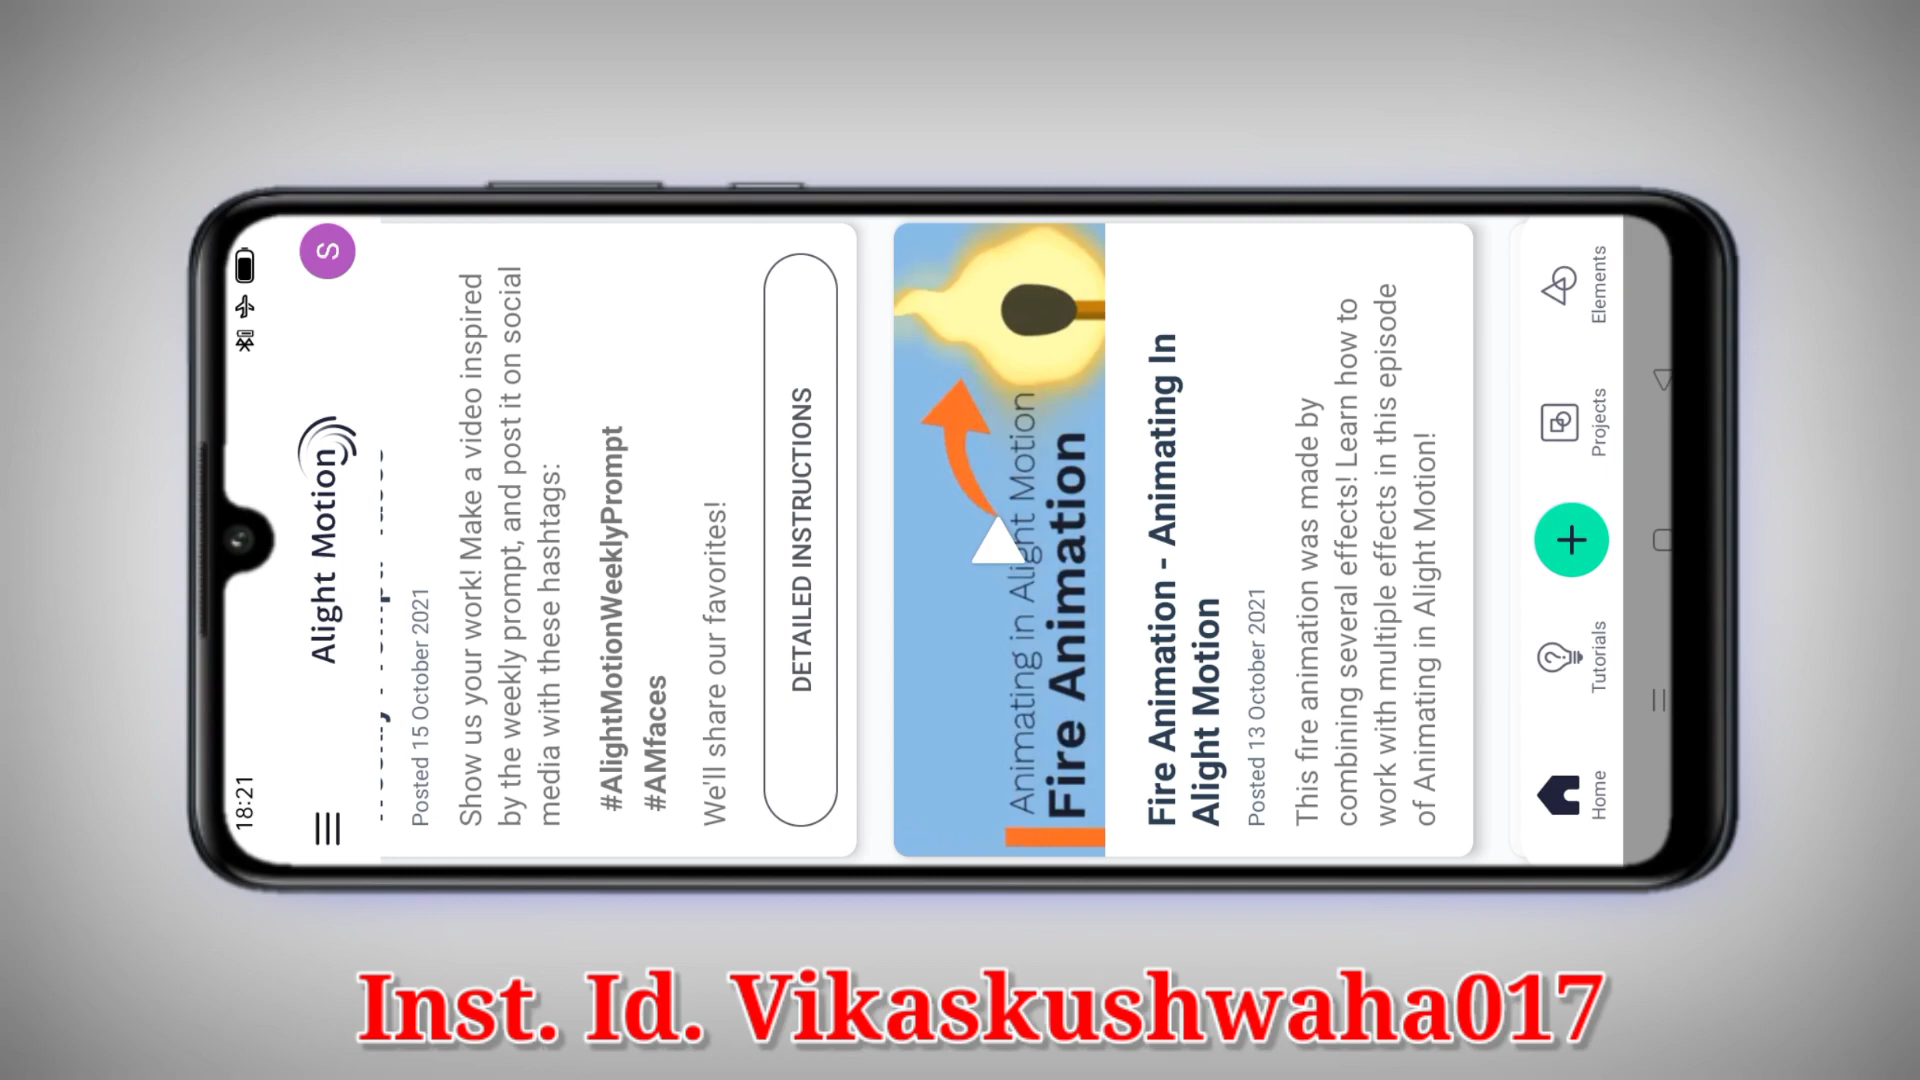 18:21
Alight Motion
S
Posted 15 October 2021
Show us your work! Make a video inspired
by the weekly prompt, and post it on social
media with these hashtags:
#AlightMotionWeeklyPrompt
#AMfaces
We'll share our favorites!
DETAILED INSTRUCTIONS
Animating in Alight Motion
Fire Animation
Fire Animation - Animating In
Alight Motion
Posted 13 October 2021
This fire animation was made by
combining several effects! Learn how to
work with multiple effects in this episode
of Animating in Alight Motion!
Home
Tutorials
Projects
Elements
Inst. Id. Vikaskushwaha017